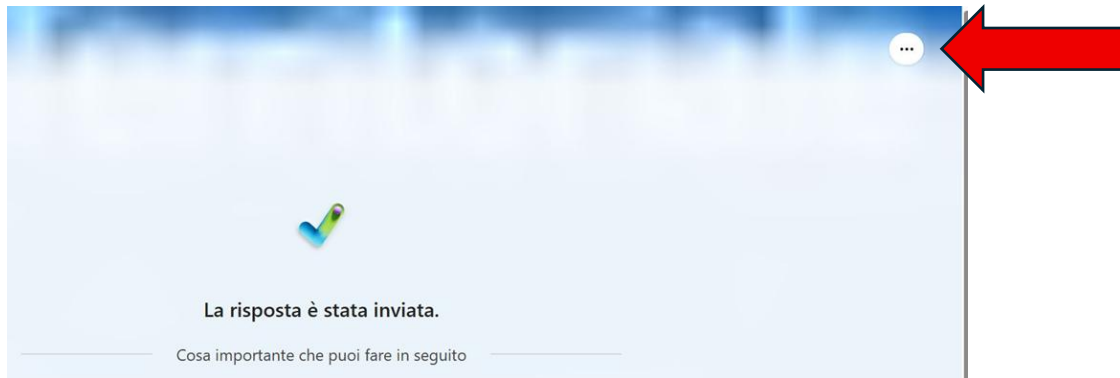 La risposta è stata inviata.
Cosa importante che puoi fare in seguito